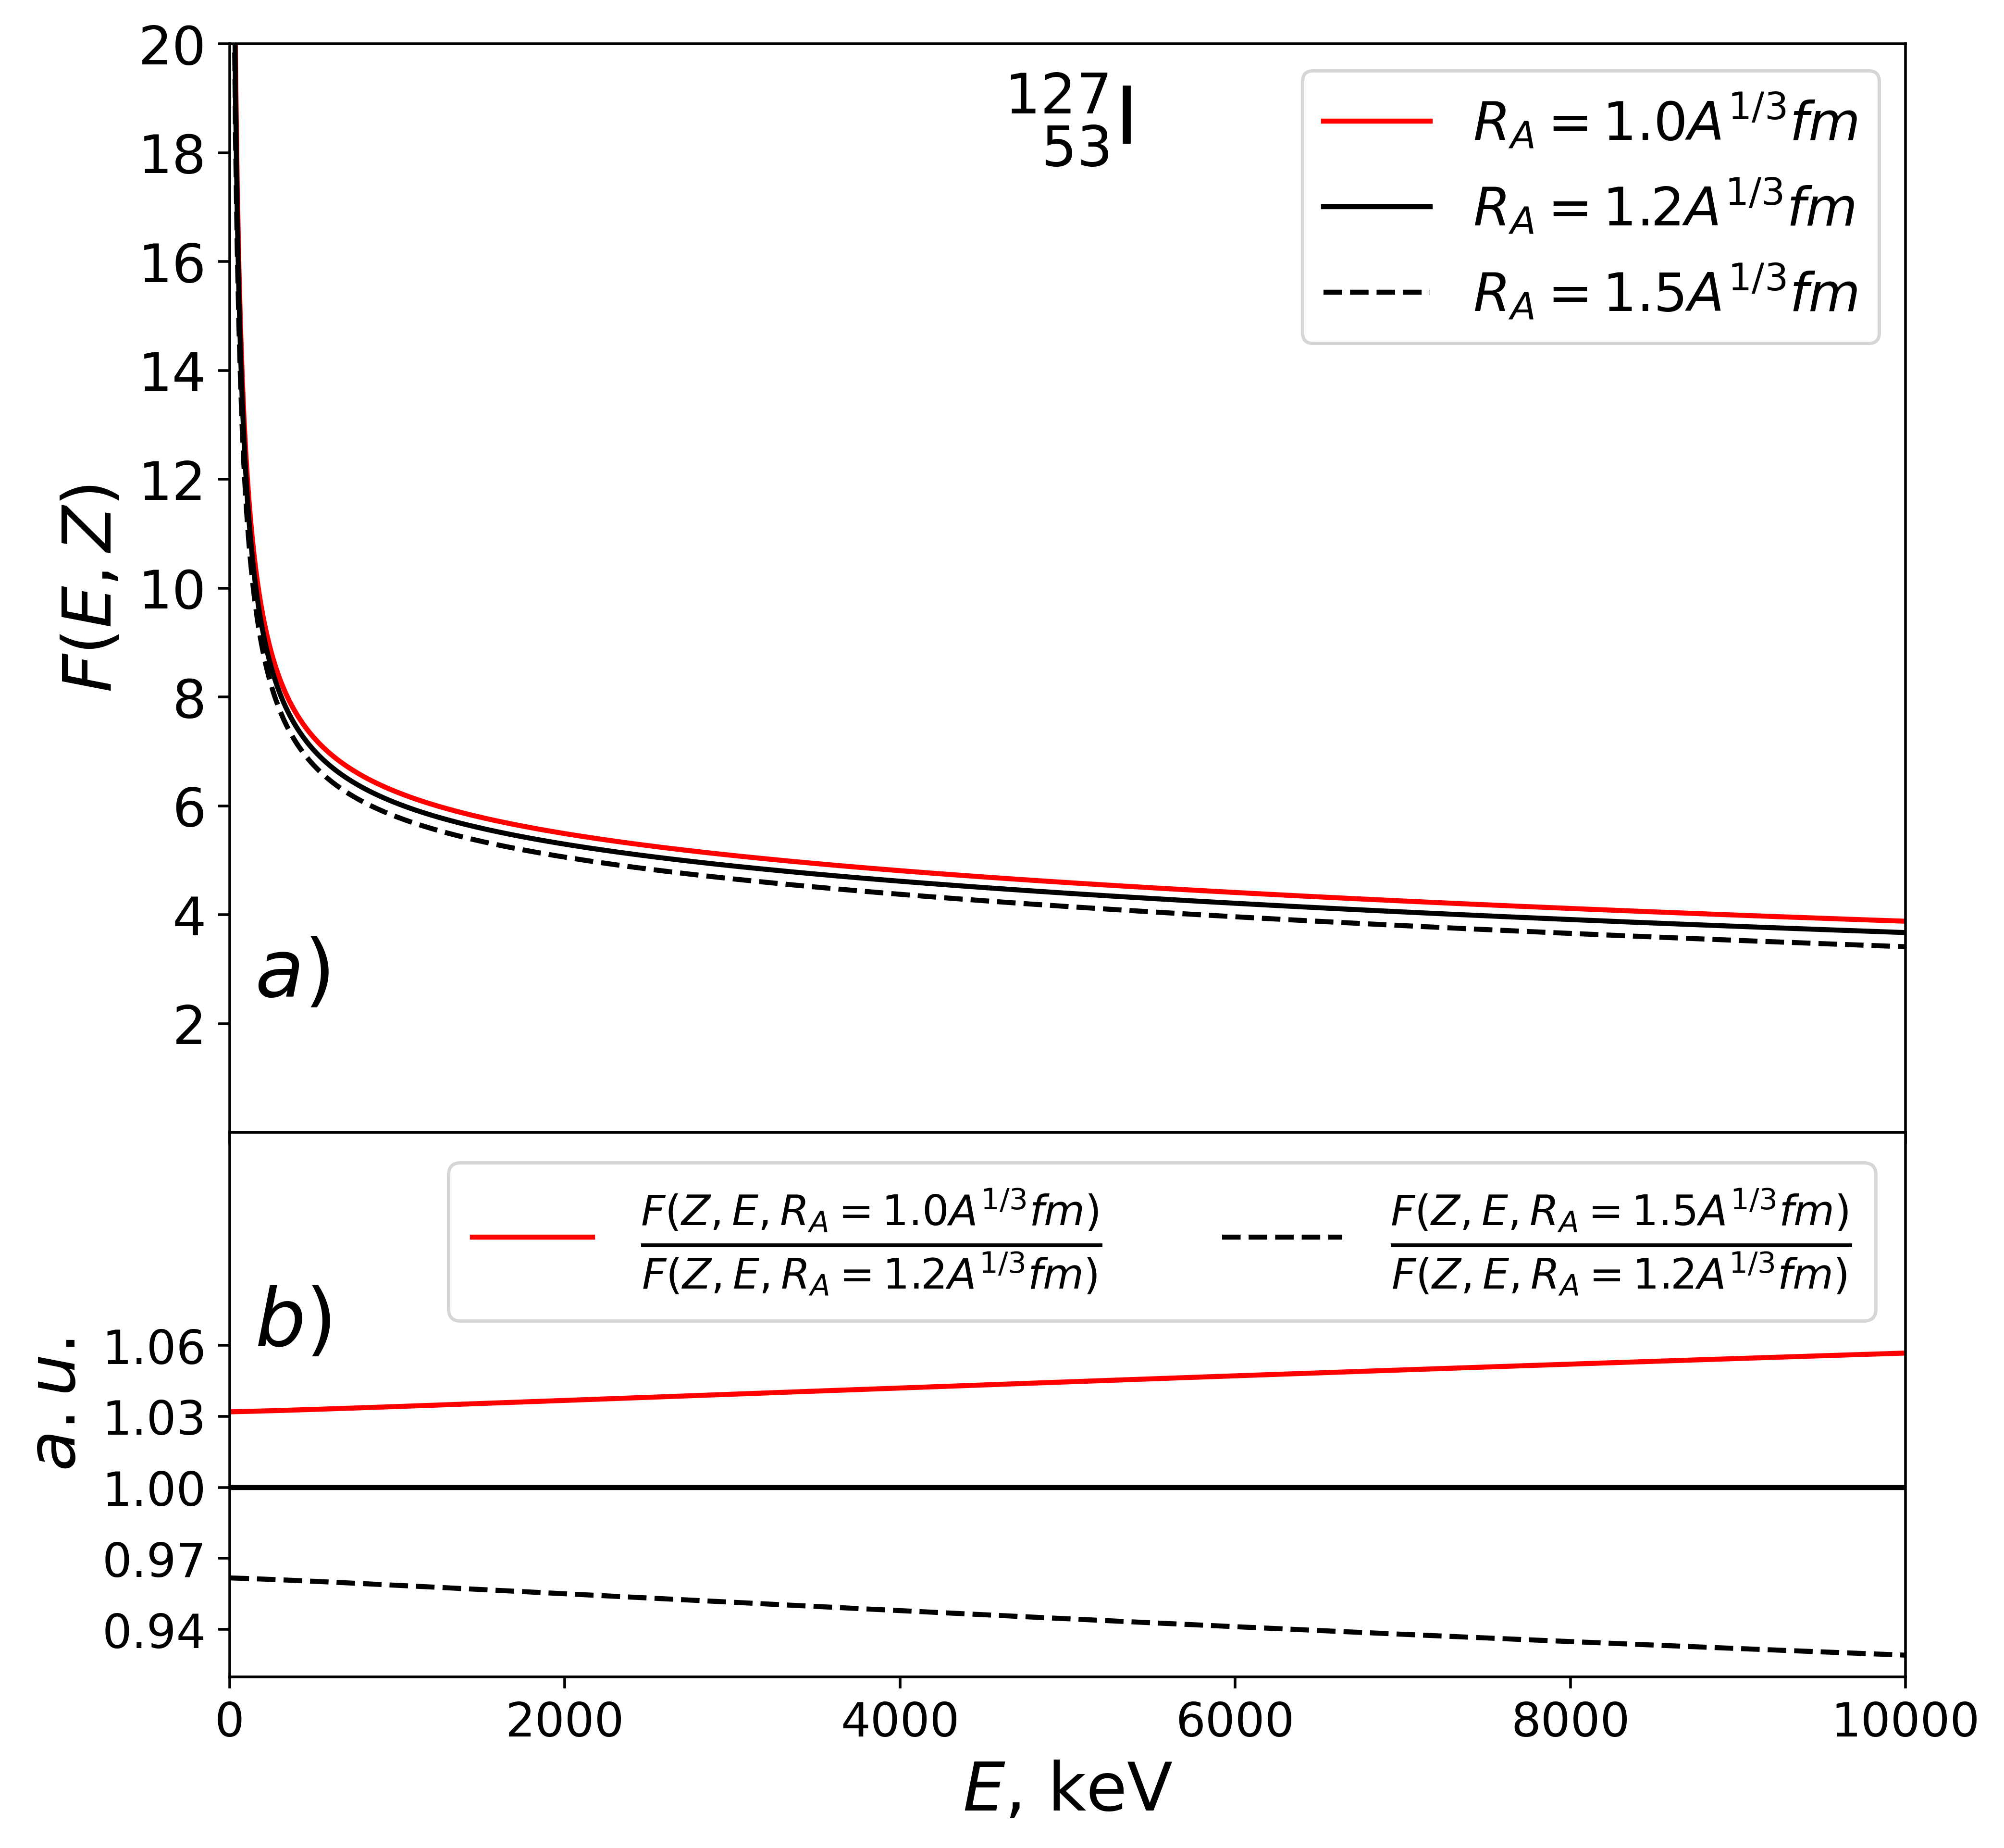 20
18
16
14
12
10
8
6
4
2
F(E, Z)
¹²⁷₅₃I
R_A = 1.0A^{1/3}fm
R_A = 1.2A^{1/3}fm
R_A = 1.5A^{1/3}fm
a)
F(Z, E, R_A = 1.0A^{1/3}fm)
F(Z, E, R_A = 1.2A^{1/3}fm)
F(Z, E, R_A = 1.5A^{1/3}fm)
F(Z, E, R_A = 1.2A^{1/3}fm)
b)
a.u.
1.06
1.03
1.00
0.97
0.94
0 2000 4000 6000 8000 10000
E, keV